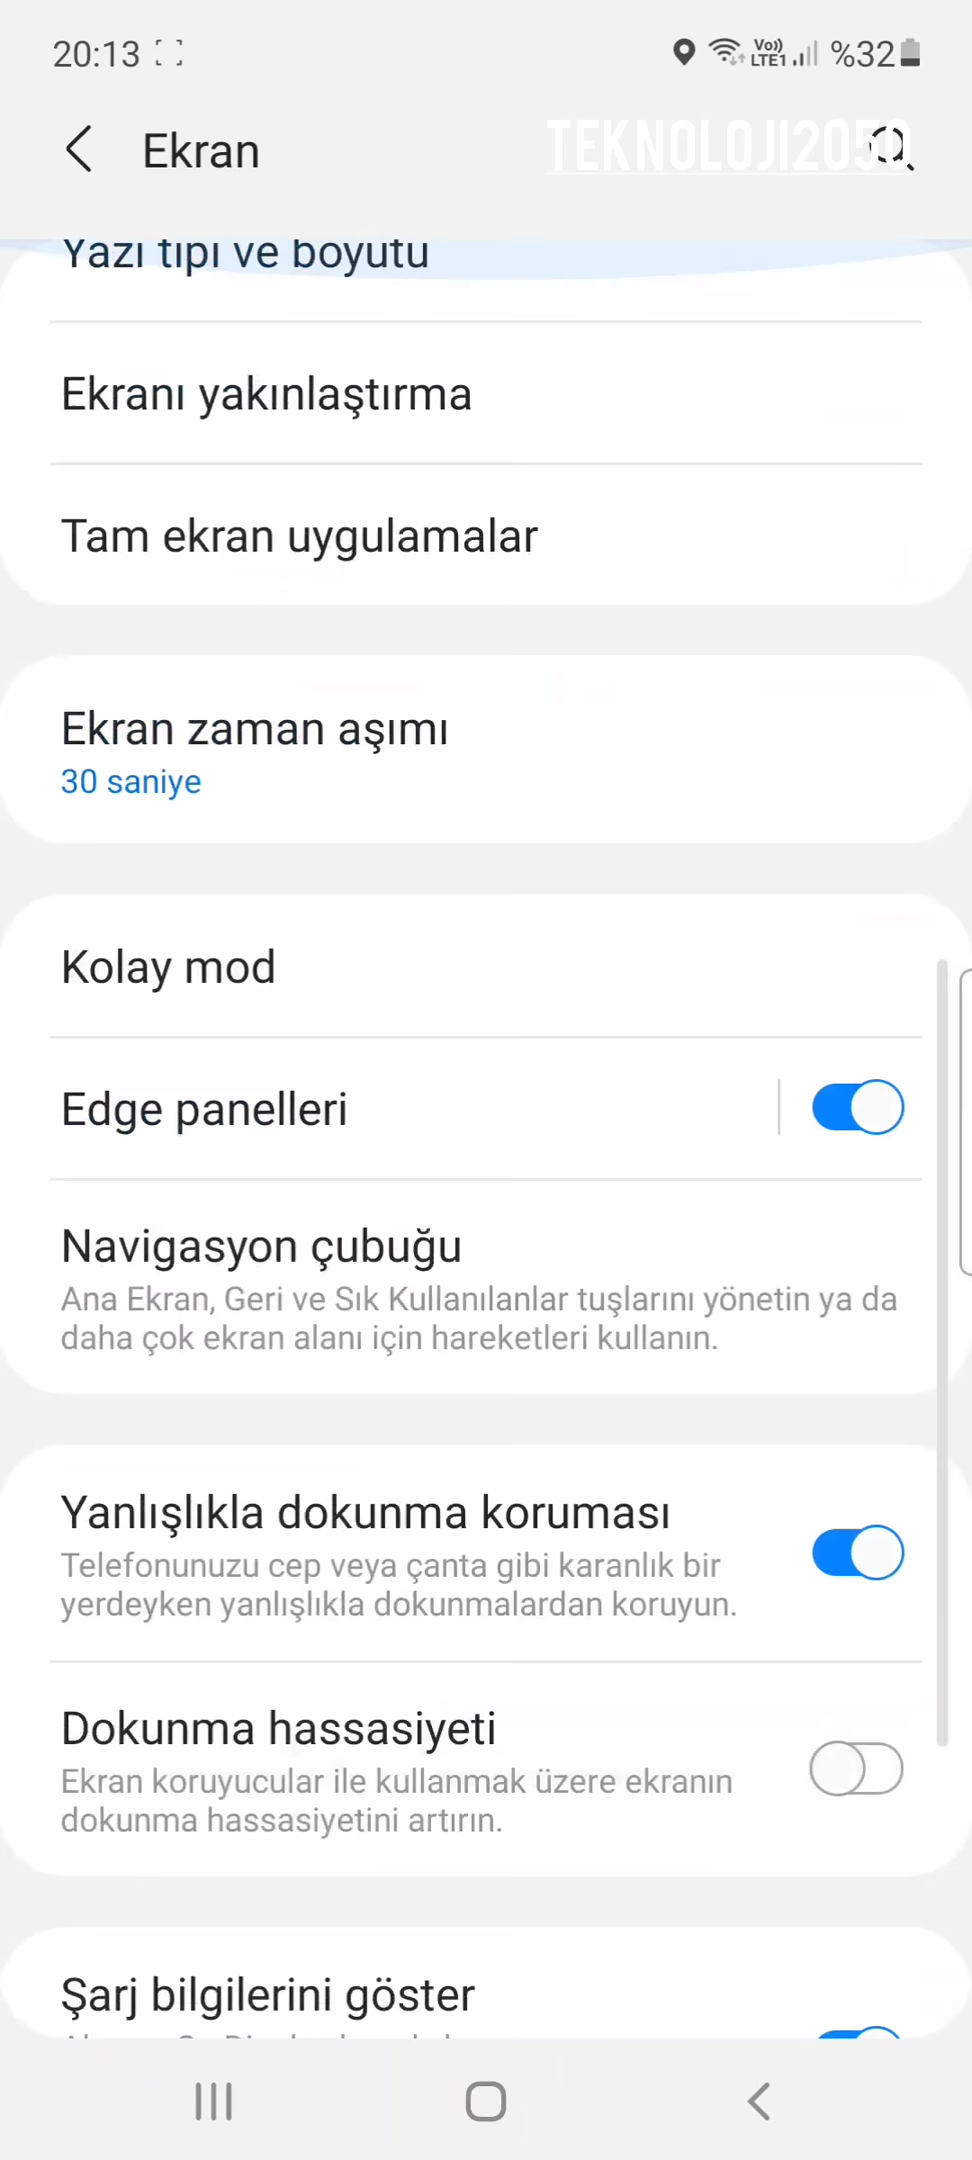 20:13
Vo)) LTE1 %32
Ekran
TEKNOLOJI2050
Yazı tipi ve boyutu
Ekranı yakınlaştırma
Tam ekran uygulamalar
Ekran zaman aşımı
30 saniye
Kolay mod
Edge panelleri
Navigasyon çubuğu
Ana Ekran, Geri ve Sık Kullanılanlar tuşlarını yönetin ya da
daha çok ekran alanı için hareketleri kullanın.
Yanlışlıkla dokunma koruması
Telefonunuzu cep veya çanta gibi karanlık bir
yerdeyken yanlışlıkla dokunmalardan koruyun.
Dokunma hassasiyeti
Ekran koruyucular ile kullanmak üzere ekranın
dokunma hassasiyetini artırın.
Şarj bilgilerini göster